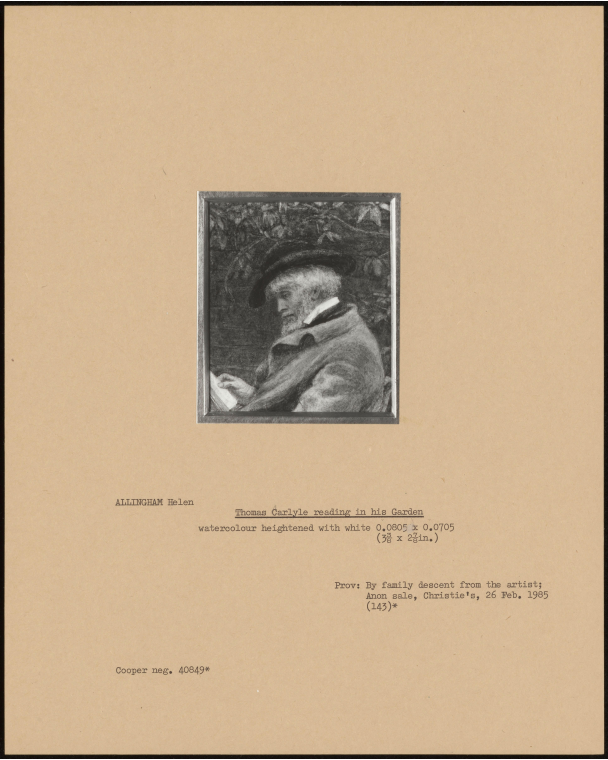 ALLINGHAM Helen
Thomas Carlyle reading in his Garden
watercolour heightened with white 0.0805 x 0.0705
(3⅜ x 2⅞in.)
Prov: By family descent from the artist;
Anon sale, Christie's, 26 Feb. 1985
(143)*
Cooper neg. 40849*